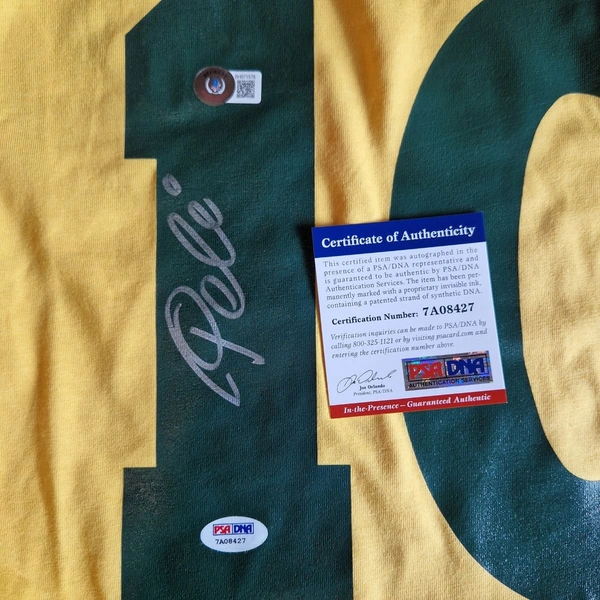 10
Pelé
Certificate of Authenticity
This certified item was autographed in the
presence of a PSA/DNA representative and
is guaranteed to be authentic by PSA/DNA
Authentication Services. The item has been per-
manently marked with a proprietary invisible ink,
containing a patented strand of synthetic DNA.
Certification Number: 7A08427
Verification inquiries can be made to PSA/DNA by
calling 800-325-1121 or by visiting psacard.com and
entering the certification number above.
Joe Orlando
President, PSA/DNA
PSA DNA
AUTHENTICATION SERVICES
In-the-Presence — Guaranteed Authentic
PSA DNA
7A08427